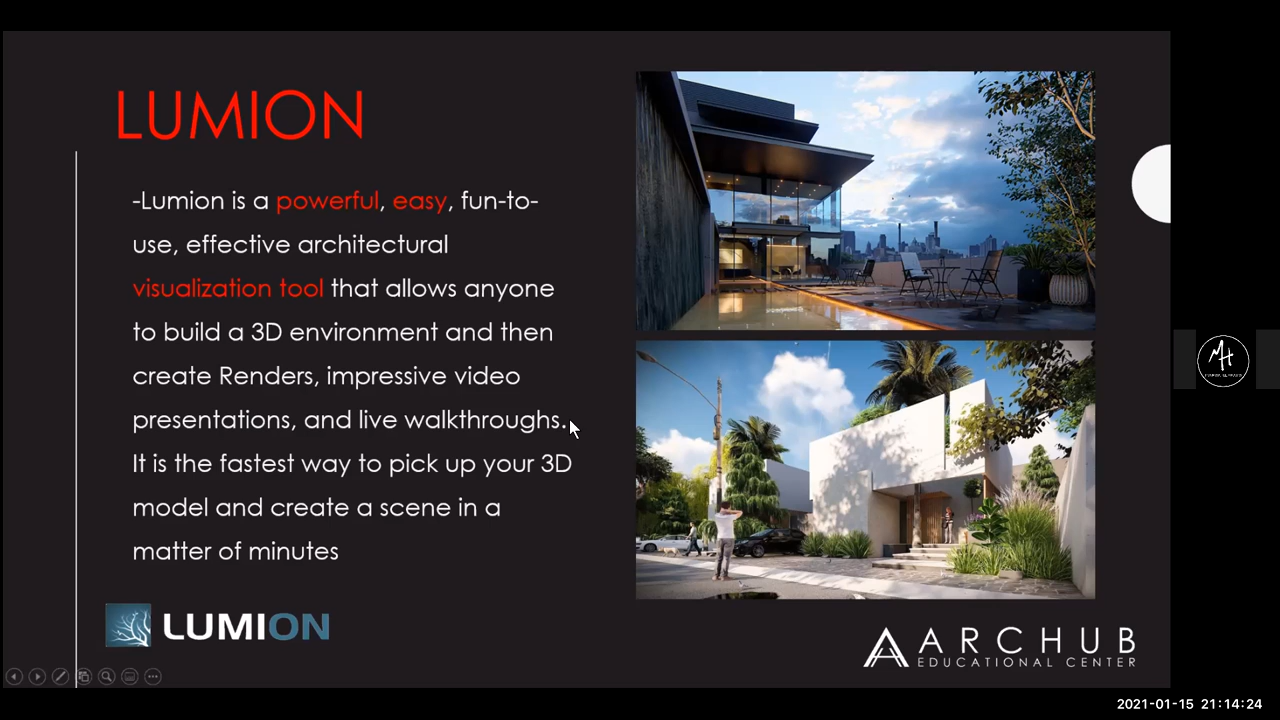 LUMION
-Lumion is a powerful, easy, fun-to-
use, effective architectural
visualization tool that allows anyone
to build a 3D environment and then
create Renders, impressive video
presentations, and live walkthroughs.
It is the fastest way to pick up your 3D
model and create a scene in a
matter of minutes
LUMION
ARCHUB
EDUCATIONAL CENTER
MH
2021-01-15 21:14:24